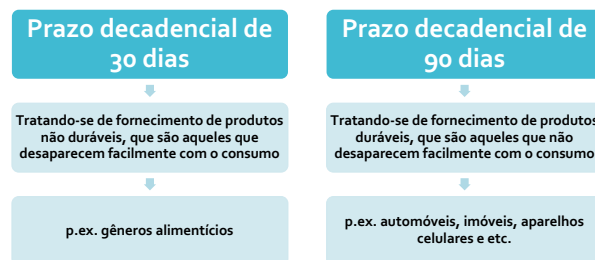 Prazo decadencial de
30 dias
Tratando-se de fornecimento de produtos
não duráveis, que são aqueles que
desaparecem facilmente com o consumo
p.ex. gêneros alimentícios
Prazo decadencial de
90 dias
Tratando-se de fornecimento de produtos
duráveis, que são aqueles que não
desaparecem facilmente com o consumo
p.ex. automóveis, imóveis, aparelhos
celulares e etc.